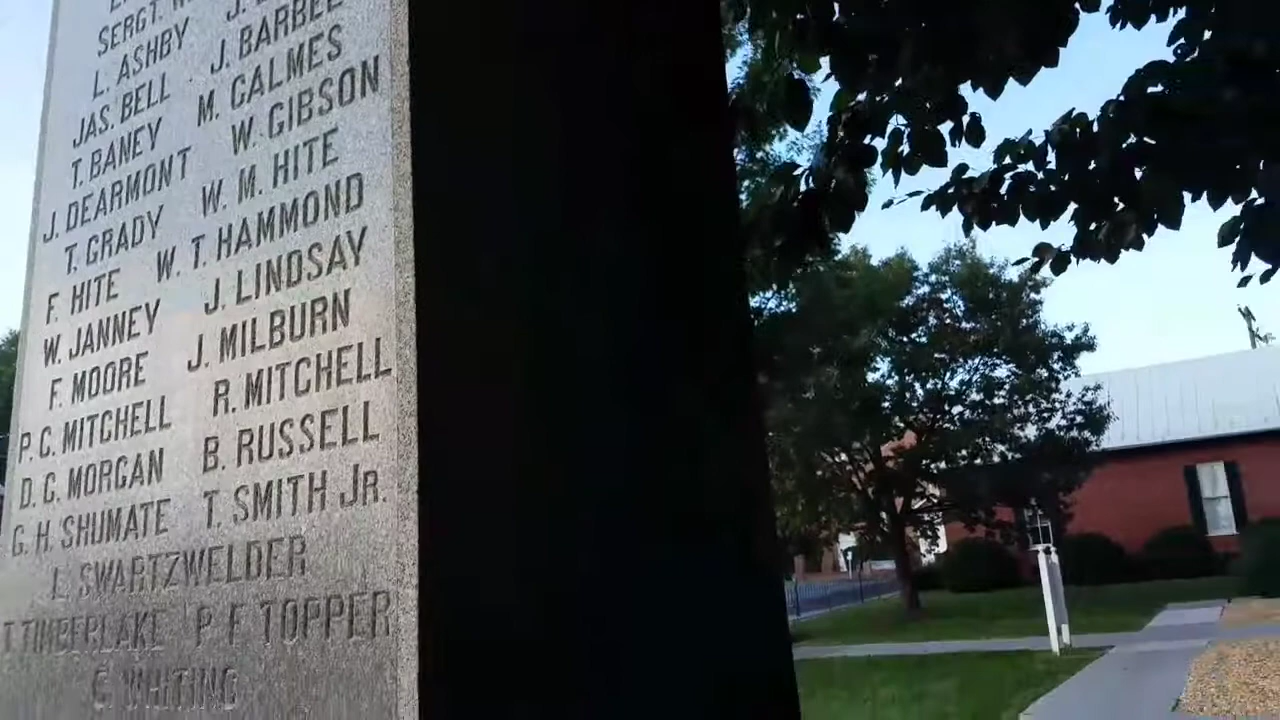 SERGT.
L. ASHBY J. BARBEE
JAS. BELL M. CALMES
T. BANEY W. GIBSON
J. DEARMONT W. M. HITE
T. GRADY W. T. HAMMOND
F. HITE J. LINDSAY
W. JANNEY J. MILBURN
F. MOORE R. MITCHELL
P. C. MITCHELL B. RUSSELL
D. C. MORGAN T. SMITH JR.
G. H. SHUMATE
L. SWARTZWELDER
T TIMBERLAKE P F TOPPER
C WHITING